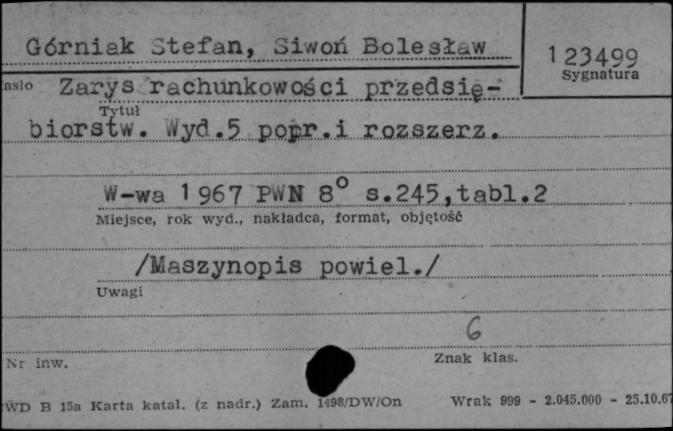 Górniak Stefan, Siwoń Bolesław
123499
Sygnatura
asło Zarys rachunkowości przedsię-
Tytuł
biorstw. Wyd.5 popr.i rozszerz.
W-wa 1967 PWN 8° s.245,tabl.2
Miejsce, rok wyd., nakładca, format, objętość
/Maszynopis powiel./
Uwagi
6
Nr inw.
Znak klas.
WD B 15a Karta katal. (z nadr.) Zam. 1498/DW/On Wrak 999 - 2.045.000 - 25.10.67